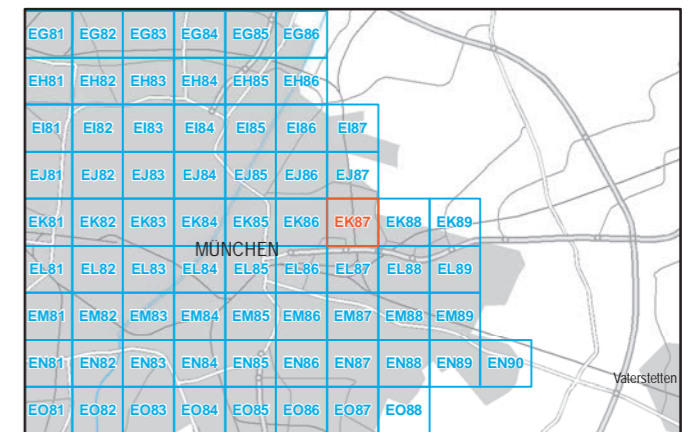 EG81 EG82 EG83 EG84 EG85 EG86
EH81 EH82 EH83 EH84 EH85 EH86
EI81 EI82 EI83 EI84 EI85 EI86 EI87
EJ81 EJ82 EJ83 EJ84 EJ85 EJ86 EJ87
EK81 EK82 EK83 EK84 EK85 EK86 EK87 EK88 EK89
MÜNCHEN
EL81 EL82 EL83 EL84 EL85 EL86 EL87 EL88 EL89
EM81 EM82 EM83 EM84 EM85 EM86 EM87 EM88 EM89
EN81 EN82 EN83 EN84 EN85 EN86 EN87 EN88 EN89 EN90
Vaterstetten
EO81 EO82 EO83 EO84 EO85 EO86 EO87 EO88